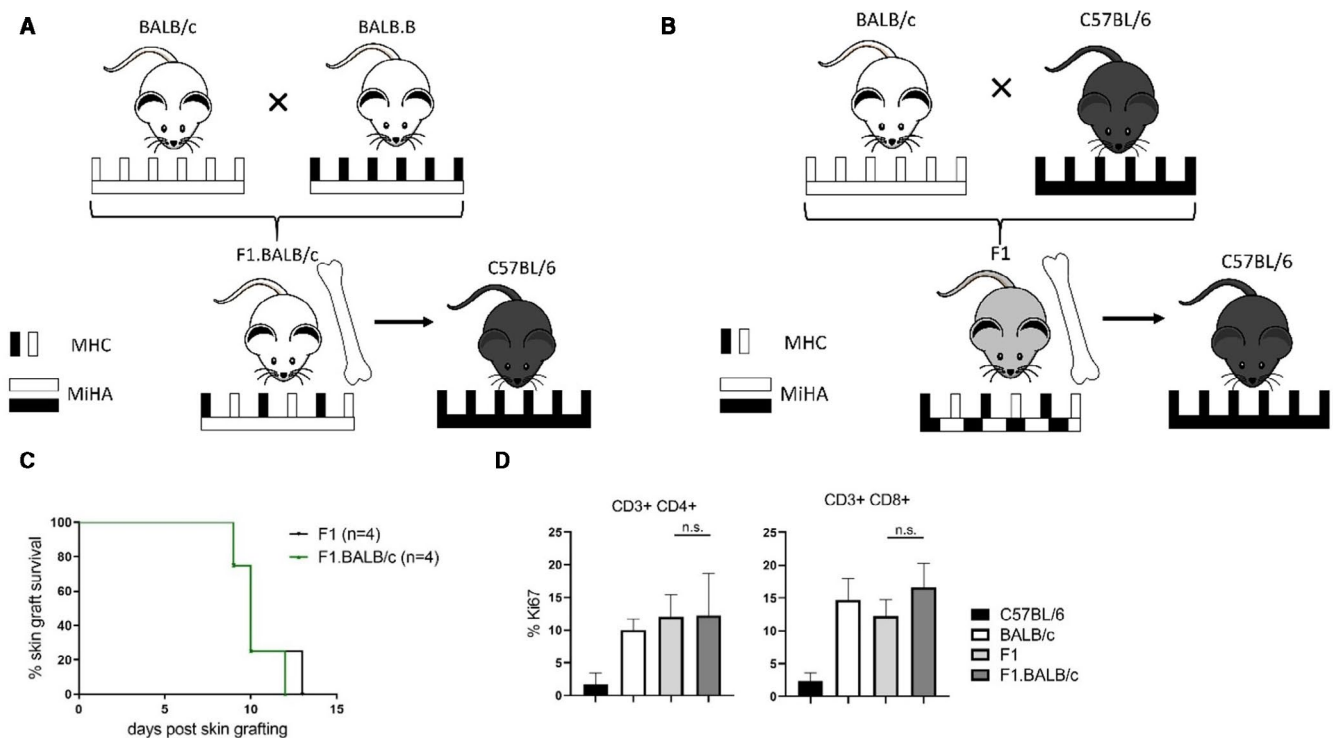 A
BALB/c
BALB.B
×
F1.BALB/c
C57BL/6
MHC
MiHA
B
BALB/c
C57BL/6
×
F1
C57BL/6
MHC
MiHA
C
% skin graft survival
100
80
60
40
20
0
0 5 10 15
days post skin grafting
F1 (n=4)
F1.BALB/c (n=4)
D
CD3+ CD4+
n.s.
% Ki67
25
20
15
10
5
0
CD3+ CD8+
n.s.
25
20
15
10
5
0
C57BL/6
BALB/c
F1
F1.BALB/c